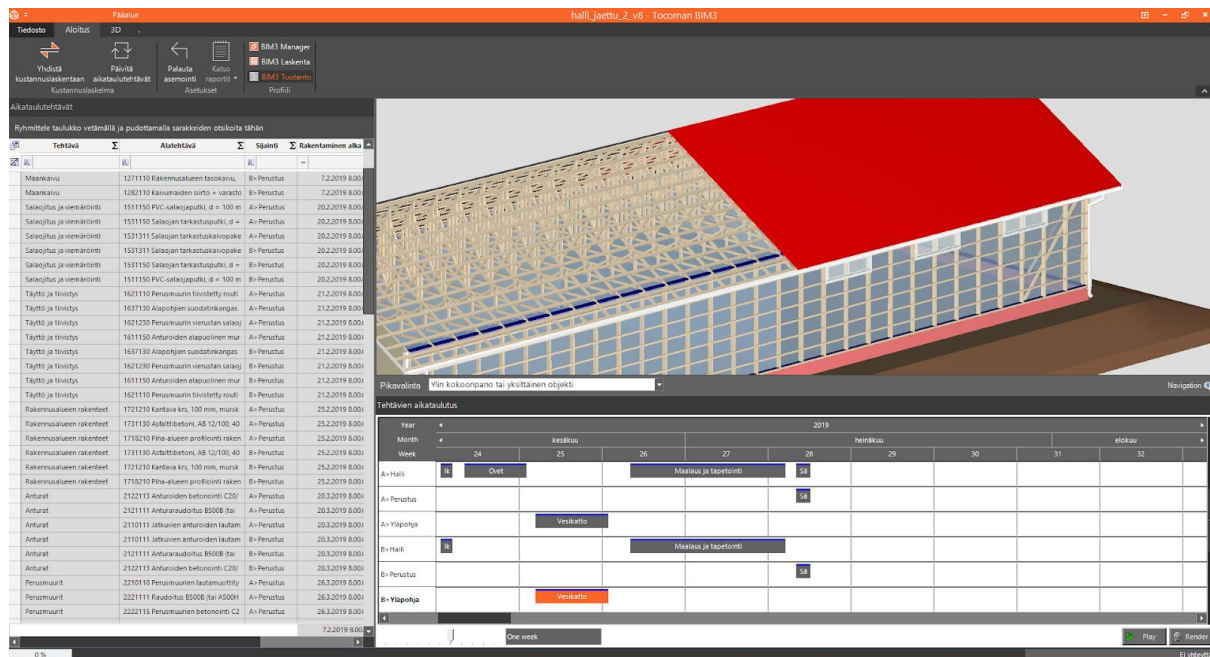 Pääalue
halli_jaettu_2_v8 - Tocoman BIM3
Tiedosto Aloitus 3D
Yhdistä kustannuslaskentaan
Päivitä aikataulutehtävät
Palauta asemointi
Katso raportit
BIM3 Manager
BIM3 Laskenta
BIM3 Tuotanto
Kustannuslaskelma Asetukset Profiili
Aikataulutehtävät
Ryhmittele taulukko vetämällä ja pudottamalla sarakkeiden otsikoita tähän
Tehtävä Σ Alatehtävä Σ Sijainti Σ Rakentaminen alka
Maankaivu 1271110 Rakennusalueen tasokaivu, B>Perustus 7.2.2019 8.00.
Maankaivu 1282110 Kaivumaiden siirto + varasto B>Perustus 7.2.2019 8.00.
Salaojitus ja viemäröinti 1511150 PVC-salaojaputki, d = 100 m A>Perustus 20.2.2019 8.00.
Salaojitus ja viemäröinti 1531150 Salaojan tarkastusputki, d = A>Perustus 20.2.2019 8.00.
Salaojitus ja viemäröinti 1531311 Salaojan tarkastuskaivopake A>Perustus 20.2.2019 8.00.
Salaojitus ja viemäröinti 1531311 Salaojan tarkastuskaivopake B>Perustus 20.2.2019 8.00.
Salaojitus ja viemäröinti 1531150 Salaojan tarkastusputki, d = B>Perustus 20.2.2019 8.00.
Salaojitus ja viemäröinti 1511150 PVC-salaojaputki, d = 100 m B>Perustus 20.2.2019 8.00.
Täyttö ja tiivistys 1621110 Perusmuurin tiivistetty routi A>Perustus 21.2.2019 8.00.
Täyttö ja tiivistys 1637130 Alapohjien suodatinkangas A>Perustus 21.2.2019 8.00.
Täyttö ja tiivistys 1621230 Perusmuurin vierustan salaoj A>Perustus 21.2.2019 8.00.
Täyttö ja tiivistys 1611150 Anturoiden alapuolinen mur A>Perustus 21.2.2019 8.00.
Täyttö ja tiivistys 1637130 Alapohjien suodatinkangas B>Perustus 21.2.2019 8.00.
Täyttö ja tiivistys 1621230 Perusmuurin vierustan salaoj B>Perustus 21.2.2019 8.00.
Täyttö ja tiivistys 1611150 Anturoiden alapuolinen mur B>Perustus 21.2.2019 8.00.
Täyttö ja tiivistys 1621110 Perusmuurin tiivistetty routi B>Perustus 21.2.2019 8.00.
Rakennusalueen rakenteet 1721210 Kantava krs, 100 mm, mursk A>Perustus 25.2.2019 8.00.
Rakennusalueen rakenteet 1731130 Asfalttibetoni, AB 12/100, 40 A>Perustus 25.2.2019 8.00.
Rakennusalueen rakenteet 1718210 Piha-alueen profilointi raken A>Perustus 25.2.2019 8.00.
Rakennusalueen rakenteet 1731130 Asfalttibetoni, AB 12/100, 40 B>Perustus 25.2.2019 8.00.
Rakennusalueen rakenteet 1721210 Kantava krs, 100 mm, mursk B>Perustus 25.2.2019 8.00.
Rakennusalueen rakenteet 1718210 Piha-alueen profilointi raken B>Perustus 25.2.2019 8.00.
Anturat 2122113 Anturoiden betonointi C20/ A>Perustus 20.3.2019 8.00.
Anturat 2121111 Anturaraudoitus B500B (tai A>Perustus 20.3.2019 8.00.
Anturat 2110111 Jatkuvien anturoiden lautam A>Perustus 20.3.2019 8.00.
Anturat 2110111 Jatkuvien anturoiden lautam B>Perustus 20.3.2019 8.00.
Anturat 2121111 Anturaraudoitus B500B (tai B>Perustus 20.3.2019 8.00.
Anturat 2122113 Anturoiden betonointi C20/ B>Perustus 20.3.2019 8.00.
Perusmuurit 2210110 Perusmuurien lautamuottity A>Perustus 26.3.2019 8.00.
Perusmuurit 2221111 Raudoitus B500B (tai A500H A>Perustus 26.3.2019 8.00.
Perusmuurit 2222115 Perusmuurien betonointi C2 A>Perustus 26.3.2019 8.00.
7.2.2019 8.00.
Pikavalinta Ylin kokoonpano tai yksittäinen objekti Navigation
Tehtävien aikataulutus
Year 2019
Month kesäkuu heinäkuu elokuu
Week 24 25 26 27 28 29 30 31 32
A>Halli Ik Ovet Maalaus ja tapetointi Sä
A>Perustus Sä
A>Yläpohja Vesikatto
B>Halli Ik Maalaus ja tapetointi
B>Perustus Sä
B>Yläpohja Vesikatto
One week Play Render
0 % Ei yhteyttä